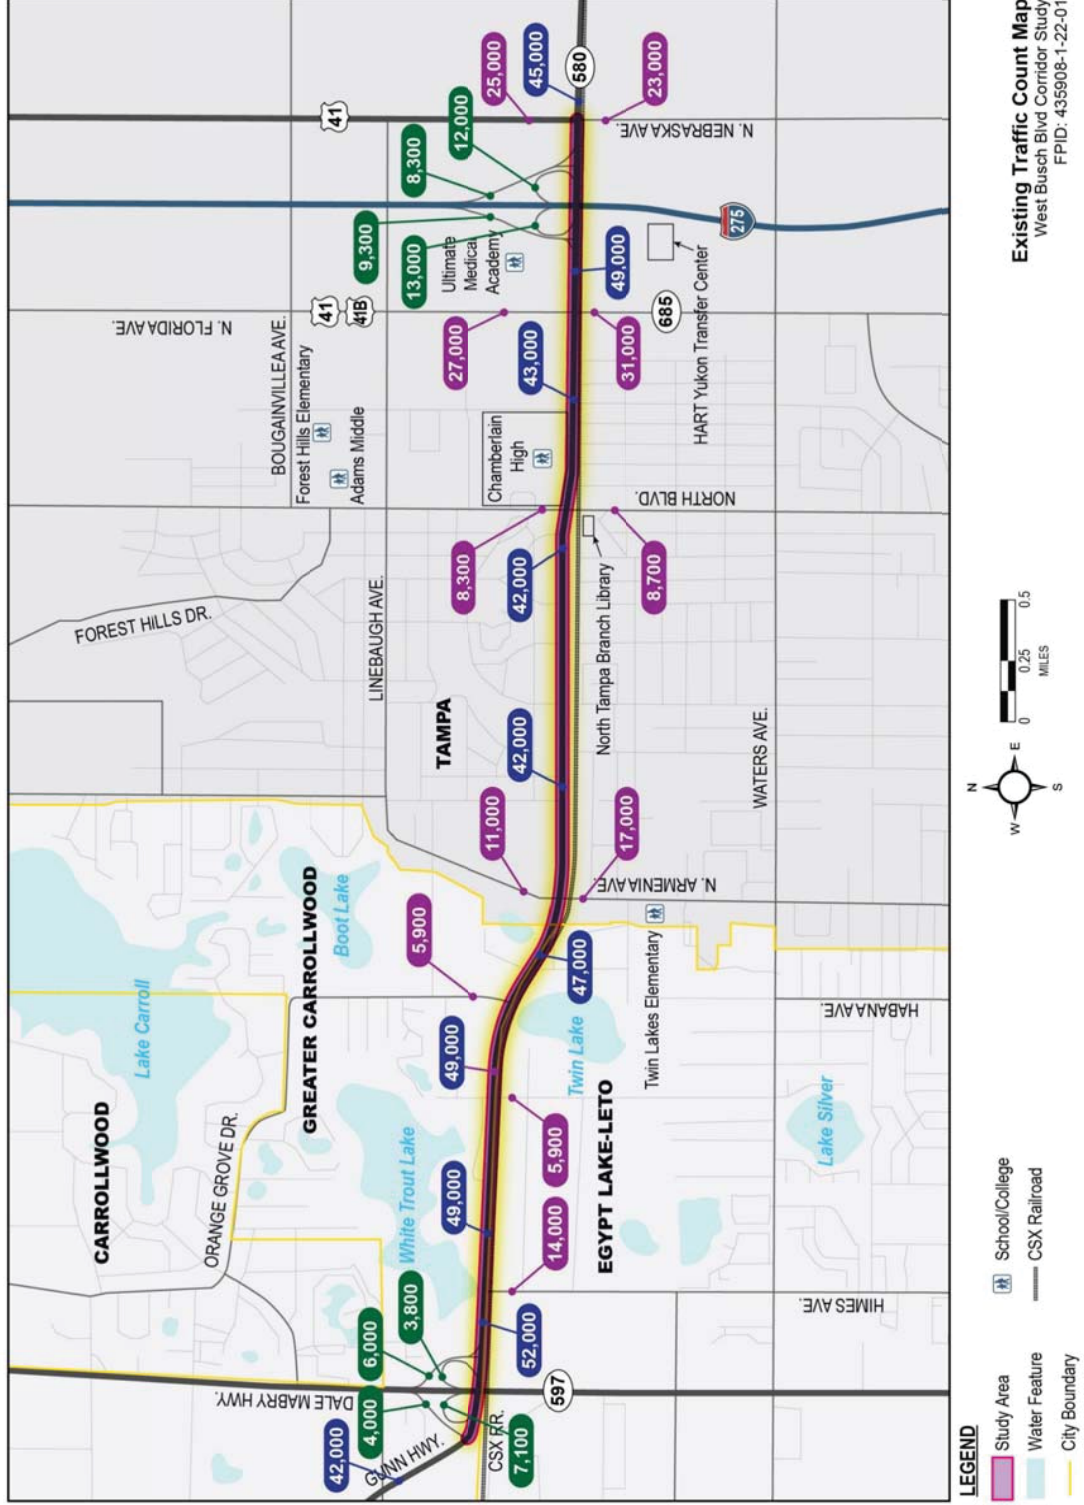 41
25,000
45,000
580
23,000
N. NEBRASKA AVE.
8,300
12,000
9,300
13,000
Ultimate
Medical
Academy
275
49,000
HART Yukon Transfer Center
N. FLORIDA AVE.
41
41B
685
27,000
43,000
31,000
BOUGAINVILLEA AVE.
Forest Hills Elementary
Adams Middle
Chamberlain
High
NORTH BLVD.
8,300
42,000
8,700
North Tampa Branch Library
FOREST HILLS DR.
LINEBAUGH AVE.
TAMPA
42,000
WATERS AVE.
11,000
17,000
N. ARMENIA AVE.
5,900
47,000
Twin Lakes Elementary
HABANA AVE.
Lake Carroll
Boot Lake
GREATER CARROLLWOOD
CARROLLWOOD
49,000
Twin Lake
5,900
EGYPT LAKE-LETO
Lake Silver
ORANGE GROVE DR.
White Trout Lake
49,000
14,000
HIMES AVE.
52,000
6,000
3,800
4,000
7,100
DALE MABRY HWY.
597
42,000
GUNN HWY.
CSX RR.
LEGEND
Study Area
Water Feature
City Boundary
School/College
CSX Railroad
N
W
E
S
0
0.25
0.5
MILES
Existing Traffic Count Map
West Busch Blvd Corridor Study
FPID: 435908-1-22-01